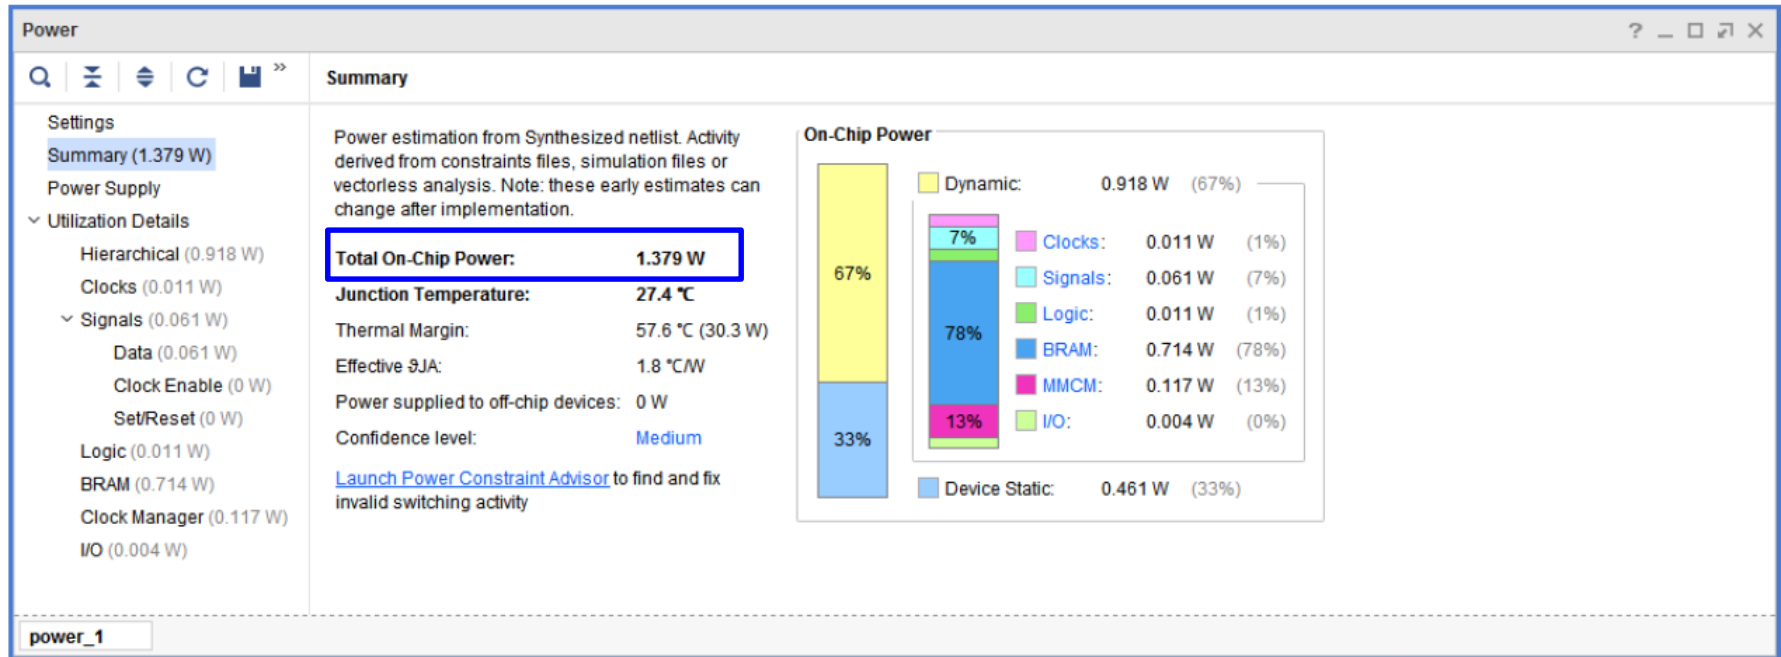 Power
?
»
Summary
Settings
Summary (1.379 W)
Power Supply
Utilization Details
Hierarchical (0.918 W)
Clocks (0.011 W)
Signals (0.061 W)
Data (0.061 W)
Clock Enable (0 W)
Set/Reset (0 W)
Logic (0.011 W)
BRAM (0.714 W)
Clock Manager (0.117 W)
I/O (0.004 W)
Power estimation from Synthesized netlist. Activity
derived from constraints files, simulation files or
vectorless analysis. Note: these early estimates can
change after implementation.
Total On-Chip Power: 1.379 W
Junction Temperature: 27.4 °C
Thermal Margin: 57.6 °C (30.3 W)
Effective ϑJA: 1.8 °C/W
Power supplied to off-chip devices: 0 W
Confidence level: Medium
Launch Power Constraint Advisor to find and fix
invalid switching activity
On-Chip Power
67%
33%
Dynamic: 0.918 W (67%)
7%
78%
13%
Clocks: 0.011 W (1%)
Signals: 0.061 W (7%)
Logic: 0.011 W (1%)
BRAM: 0.714 W (78%)
MMCM: 0.117 W (13%)
I/O: 0.004 W (0%)
Device Static: 0.461 W (33%)
power_1